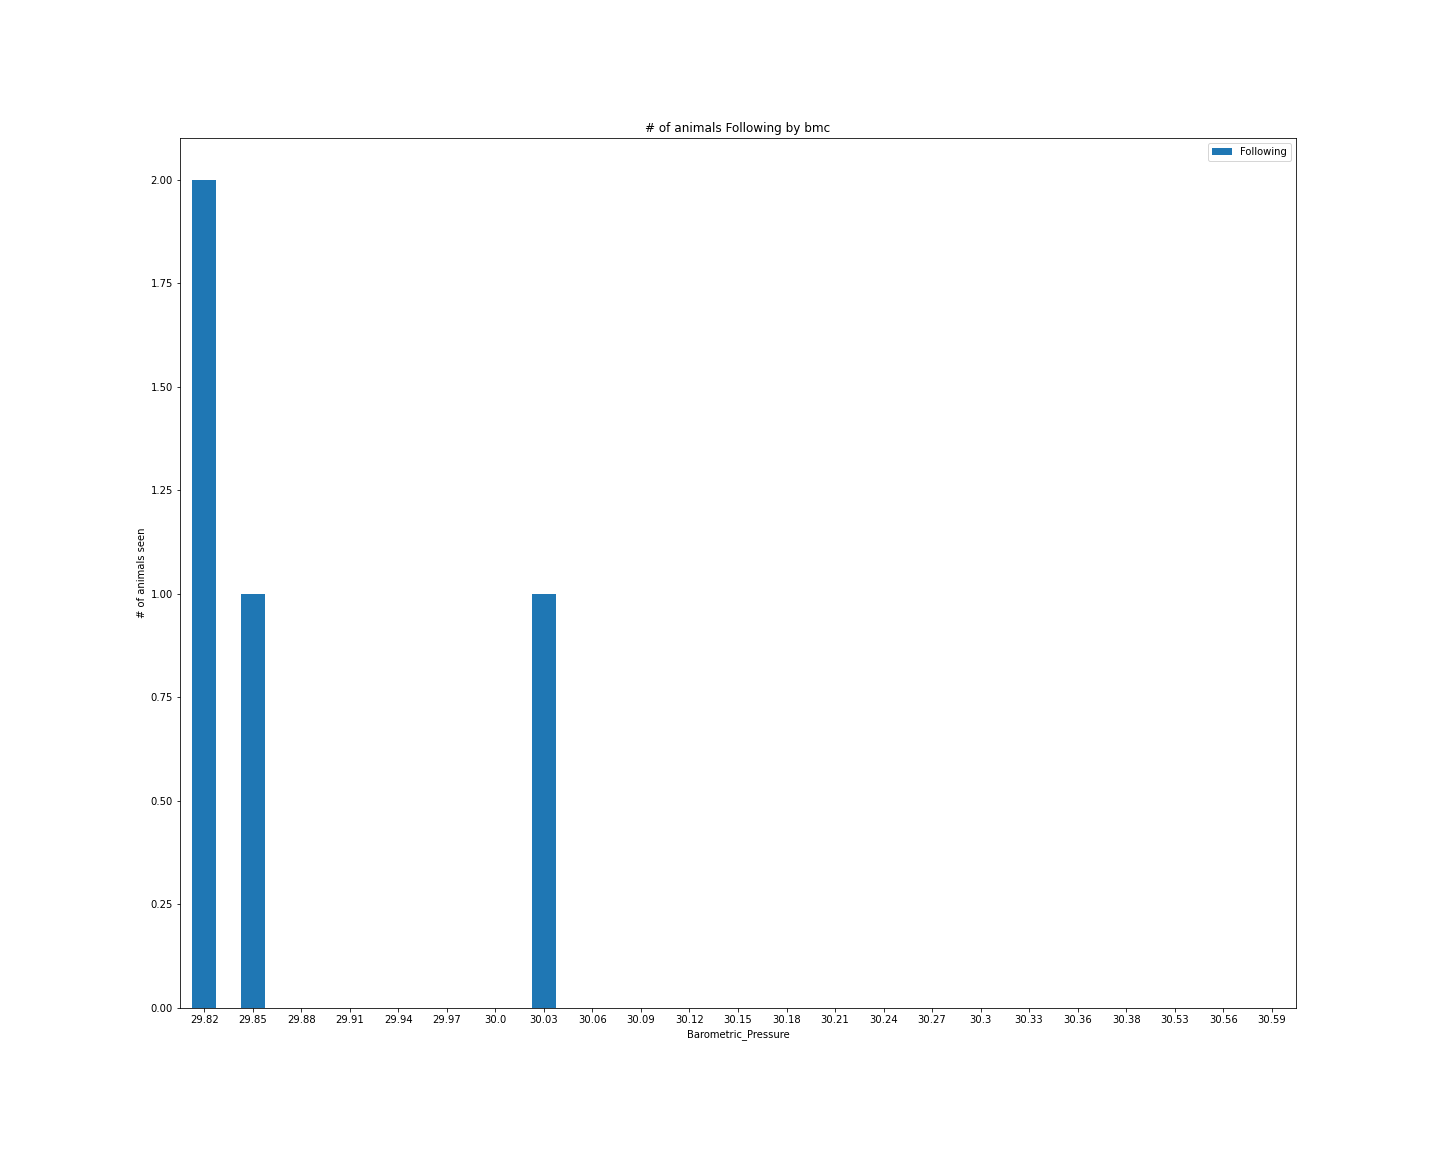 # of animals Following by bmc
Following
2.00
1.75
1.50
1.25
1.00
0.75
0.50
0.25
0.00
# of animals seen
29.82 29.85 29.88 29.91 29.94 29.97 30.0 30.03 30.06 30.09 30.12 30.15 30.18 30.21 30.24 30.27 30.3 30.33 30.36 30.38 30.53 30.56 30.59
Barometric_Pressure